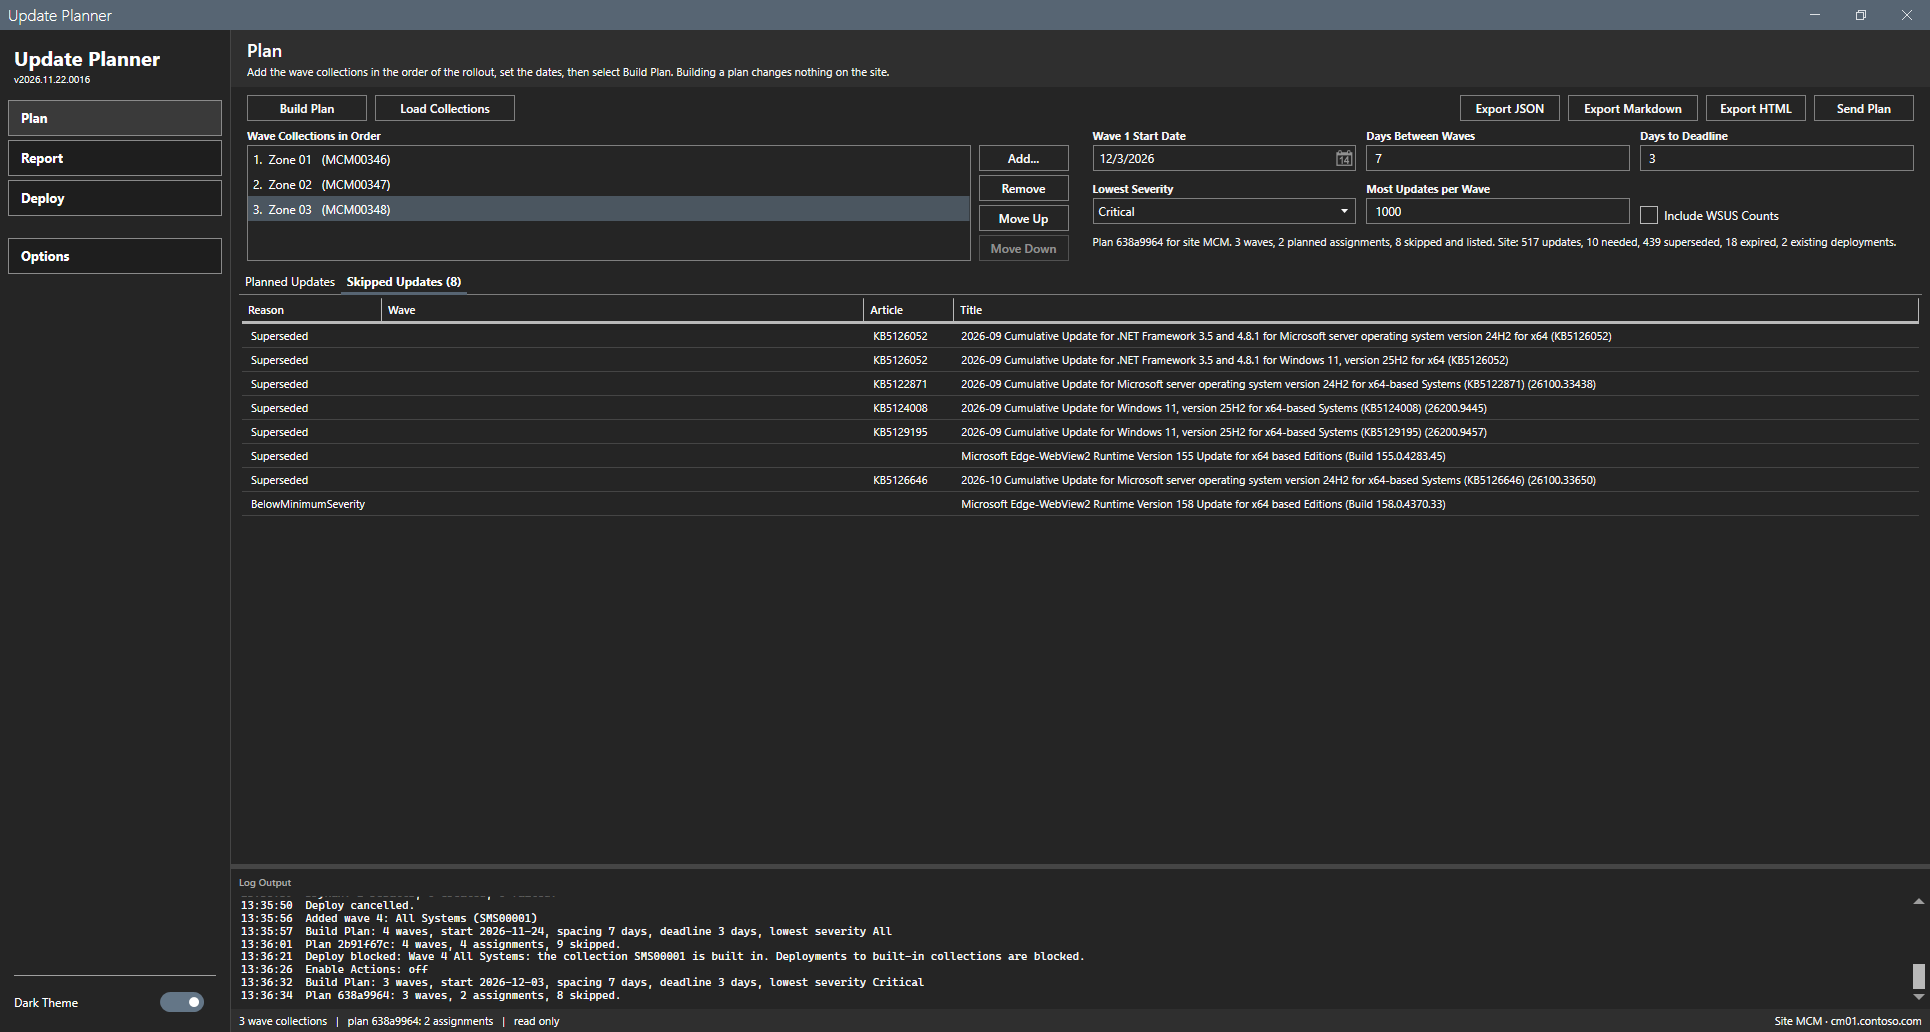 Update Planner
Update Planner
v2026.11.22.0016
Plan
Report
Deploy
Options
Dark Theme
Plan
Add the wave collections in the order of the rollout, set the dates, then select Build Plan. Building a plan changes nothing on the site.
Build Plan
Load Collections
Export JSON
Export Markdown
Export HTML
Send Plan
Wave Collections in Order
1. Zone 01 (MCM00346)
2. Zone 02 (MCM00347)
3. Zone 03 (MCM00348)
Add...
Remove
Move Up
Move Down
Wave 1 Start Date
12/3/2026
14
Days Between Waves
7
Days to Deadline
3
Lowest Severity
Critical
Most Updates per Wave
1000
Include WSUS Counts
Plan 638a9964 for site MCM. 3 waves, 2 planned assignments, 8 skipped and listed. Site: 517 updates, 10 needed, 439 superseded, 18 expired, 2 existing deployments.
Planned Updates
Skipped Updates (8)
Reason Wave Article Title
Superseded KB5126052 2026-09 Cumulative Update for .NET Framework 3.5 and 4.8.1 for Microsoft server operating system version 24H2 for x64 (KB5126052)
Superseded KB5126052 2026-09 Cumulative Update for .NET Framework 3.5 and 4.8.1 for Windows 11, version 25H2 for x64 (KB5126052)
Superseded KB5122871 2026-09 Cumulative Update for Microsoft server operating system version 24H2 for x64-based Systems (KB5122871) (26100.33438)
Superseded KB5124008 2026-09 Cumulative Update for Windows 11, version 25H2 for x64-based Systems (KB5124008) (26200.9445)
Superseded KB5129195 2026-09 Cumulative Update for Windows 11, version 25H2 for x64-based Systems (KB5129195) (26200.9457)
Superseded Microsoft Edge-WebView2 Runtime Version 155 Update for x64 based Editions (Build 155.0.4283.45)
Superseded KB5126646 2026-10 Cumulative Update for Microsoft server operating system version 24H2 for x64-based Systems (KB5126646) (26100.33650)
BelowMinimumSeverity Microsoft Edge-WebView2 Runtime Version 158 Update for x64 based Editions (Build 158.0.4370.33)
Log Output
13:35:50 Deploy cancelled.
13:35:56 Added wave 4: All Systems (SMS00001)
13:35:57 Build Plan: 4 waves, start 2026-11-24, spacing 7 days, deadline 3 days, lowest severity All
13:36:01 Plan 2b91f67c: 4 waves, 4 assignments, 9 skipped.
13:36:21 Deploy blocked: Wave 4 All Systems: the collection SMS00001 is built in. Deployments to built-in collections are blocked.
13:36:26 Enable Actions: off
13:36:32 Build Plan: 3 waves, start 2026-12-03, spacing 7 days, deadline 3 days, lowest severity Critical
13:36:34 Plan 638a9964: 3 waves, 2 assignments, 8 skipped.
3 wave collections | plan 638a9964: 2 assignments | read only
Site MCM · cm01.contoso.com